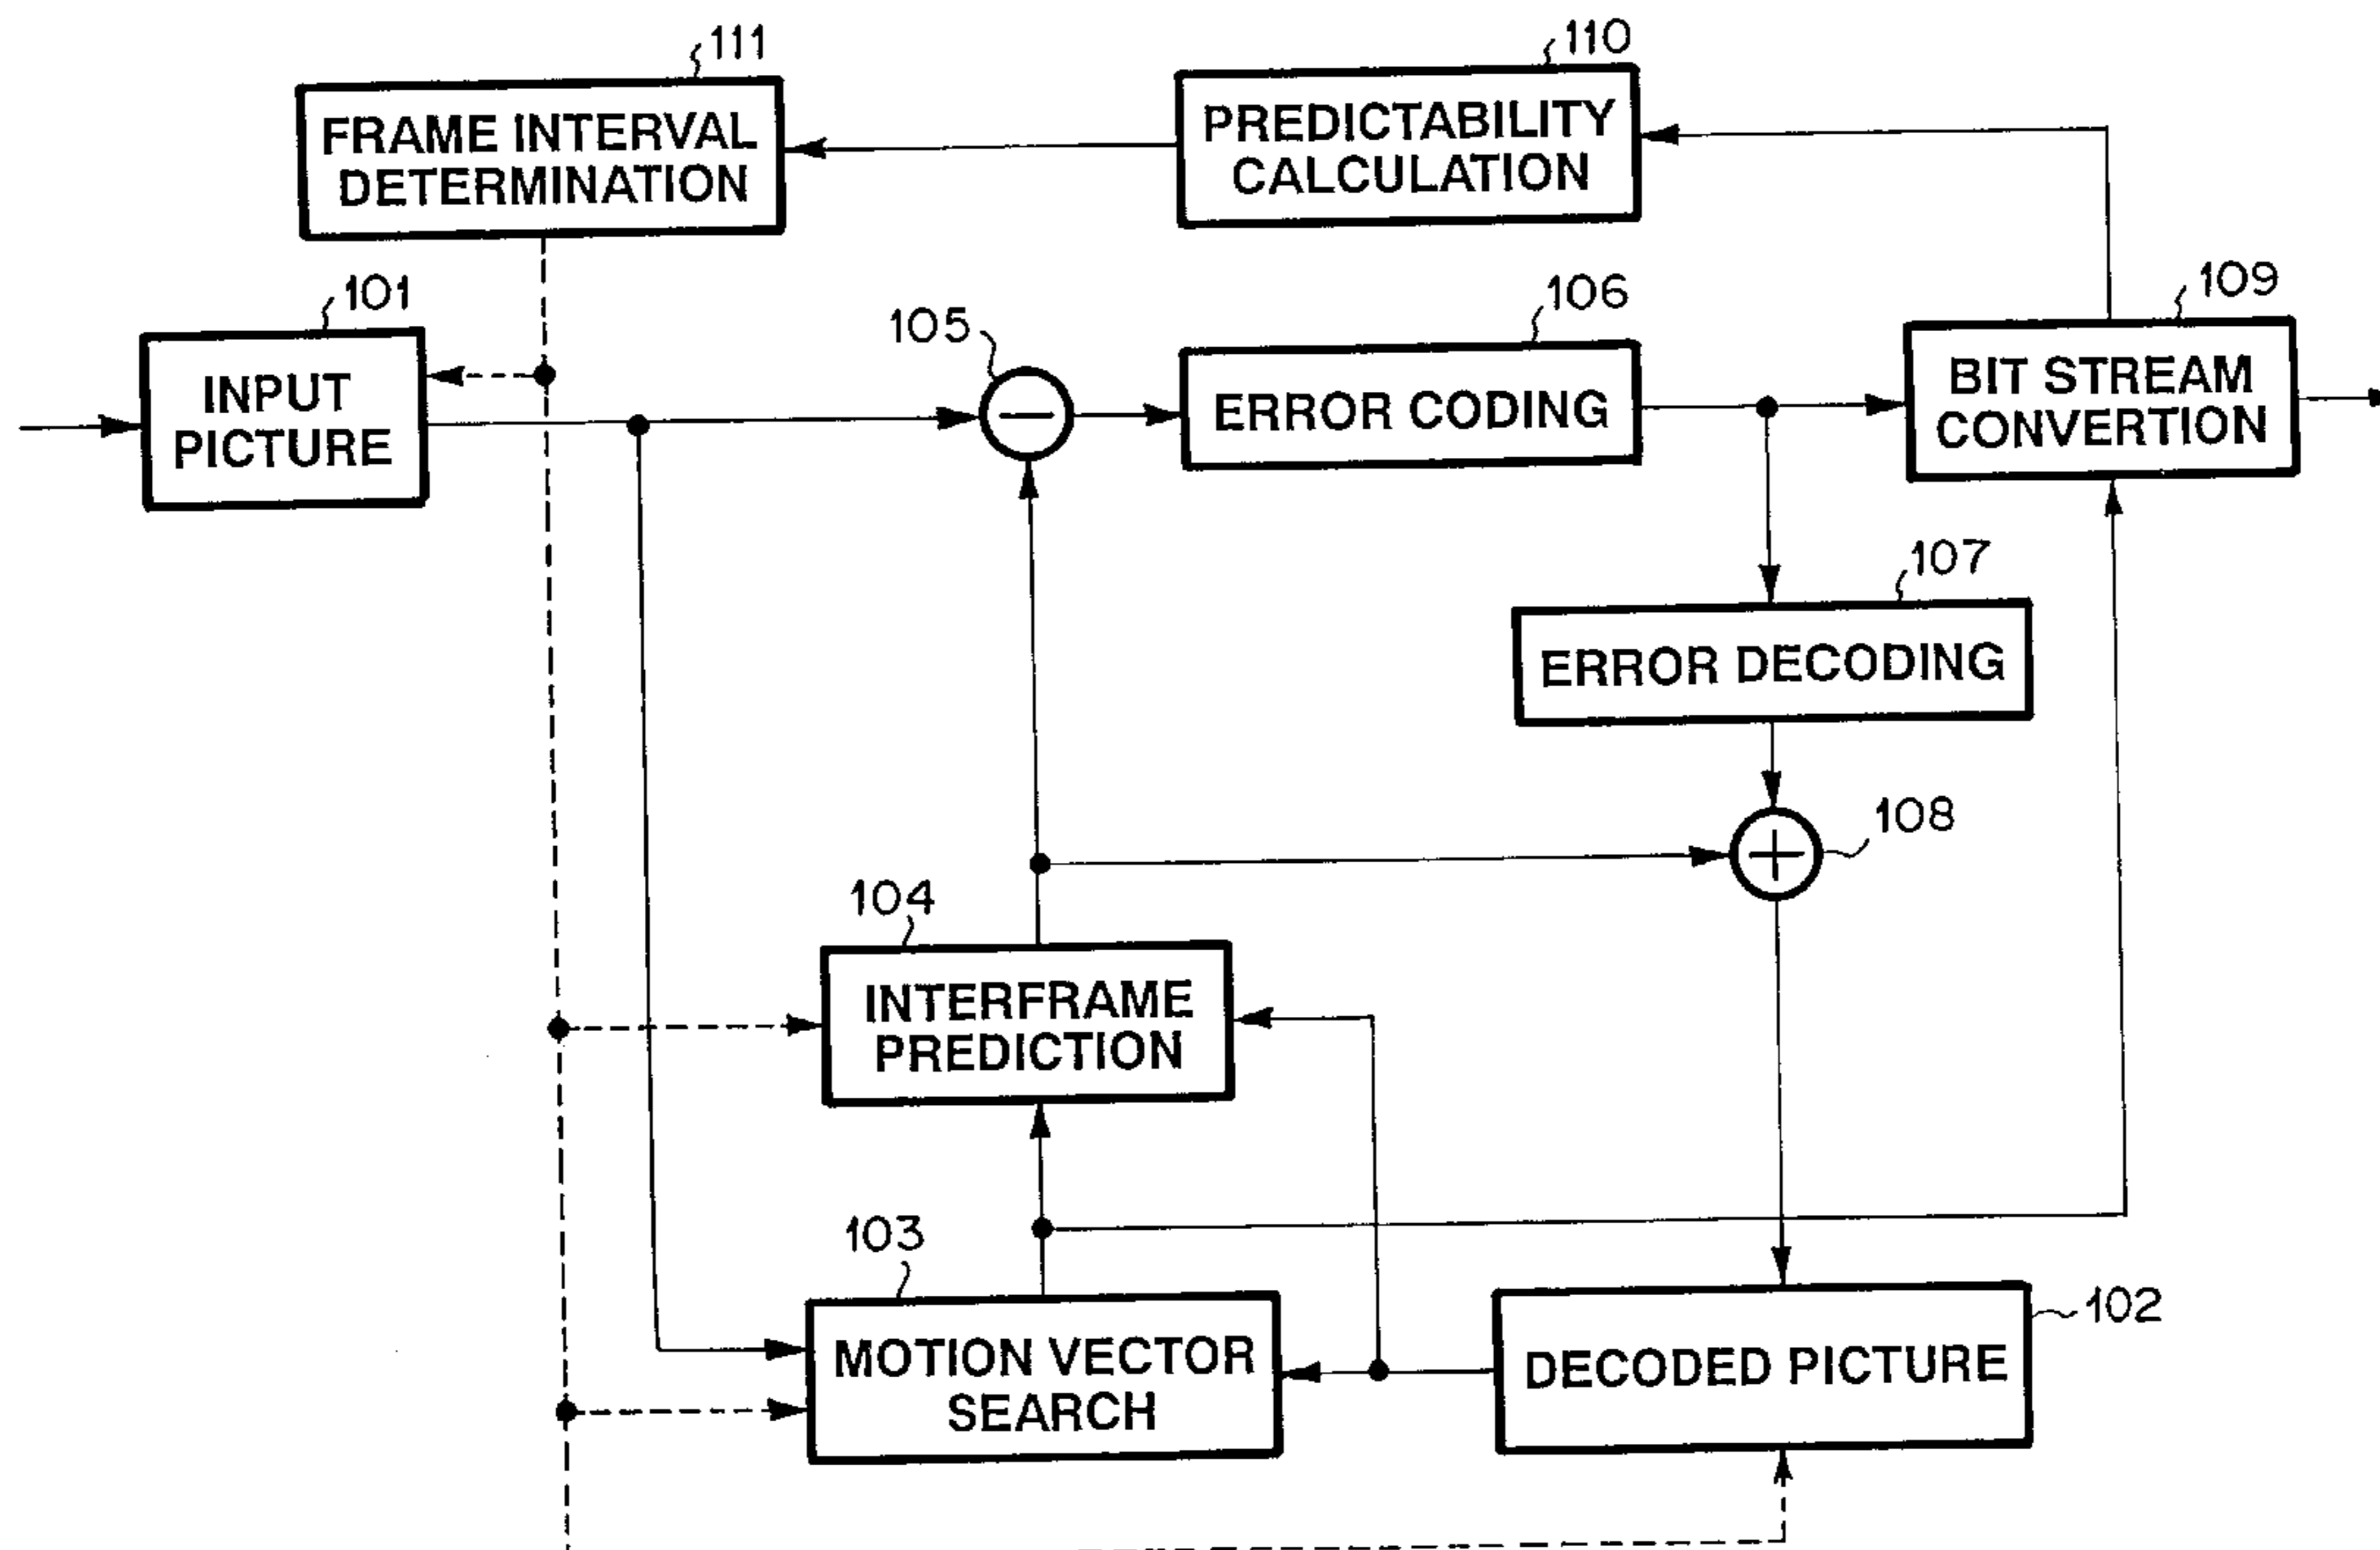 111
110
FRAME INTERVAL
DETERMINATION
PREDICTABILITY
CALCULATION
101
105
106
109
INPUT
PICTURE
ERROR CODING
BIT STREAM
CONVERTION
107
ERROR DECODING
108
104
INTERFRAME
PREDICTION
103
102
MOTION VECTOR
SEARCH
DECODED PICTURE